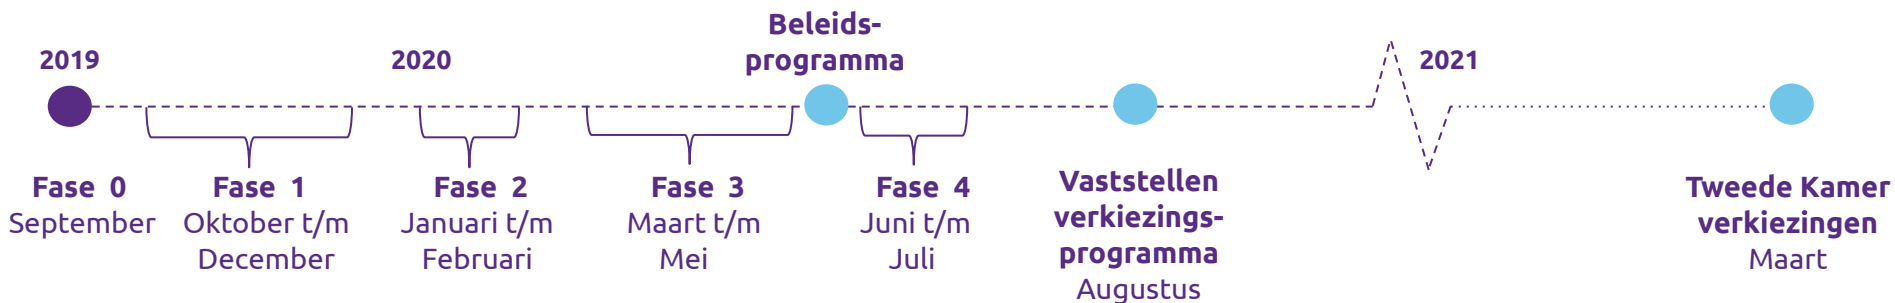 2019
2020
Beleids-
programma
2021
Fase 0
September
Fase 1
Oktober t/m
December
Fase 2
Januari t/m
Februari
Fase 3
Maart t/m
Mei
Fase 4
Juni t/m
Juli
Vaststellen
verkiezings-
programma
Augustus
Tweede Kamer
verkiezingen
Maart